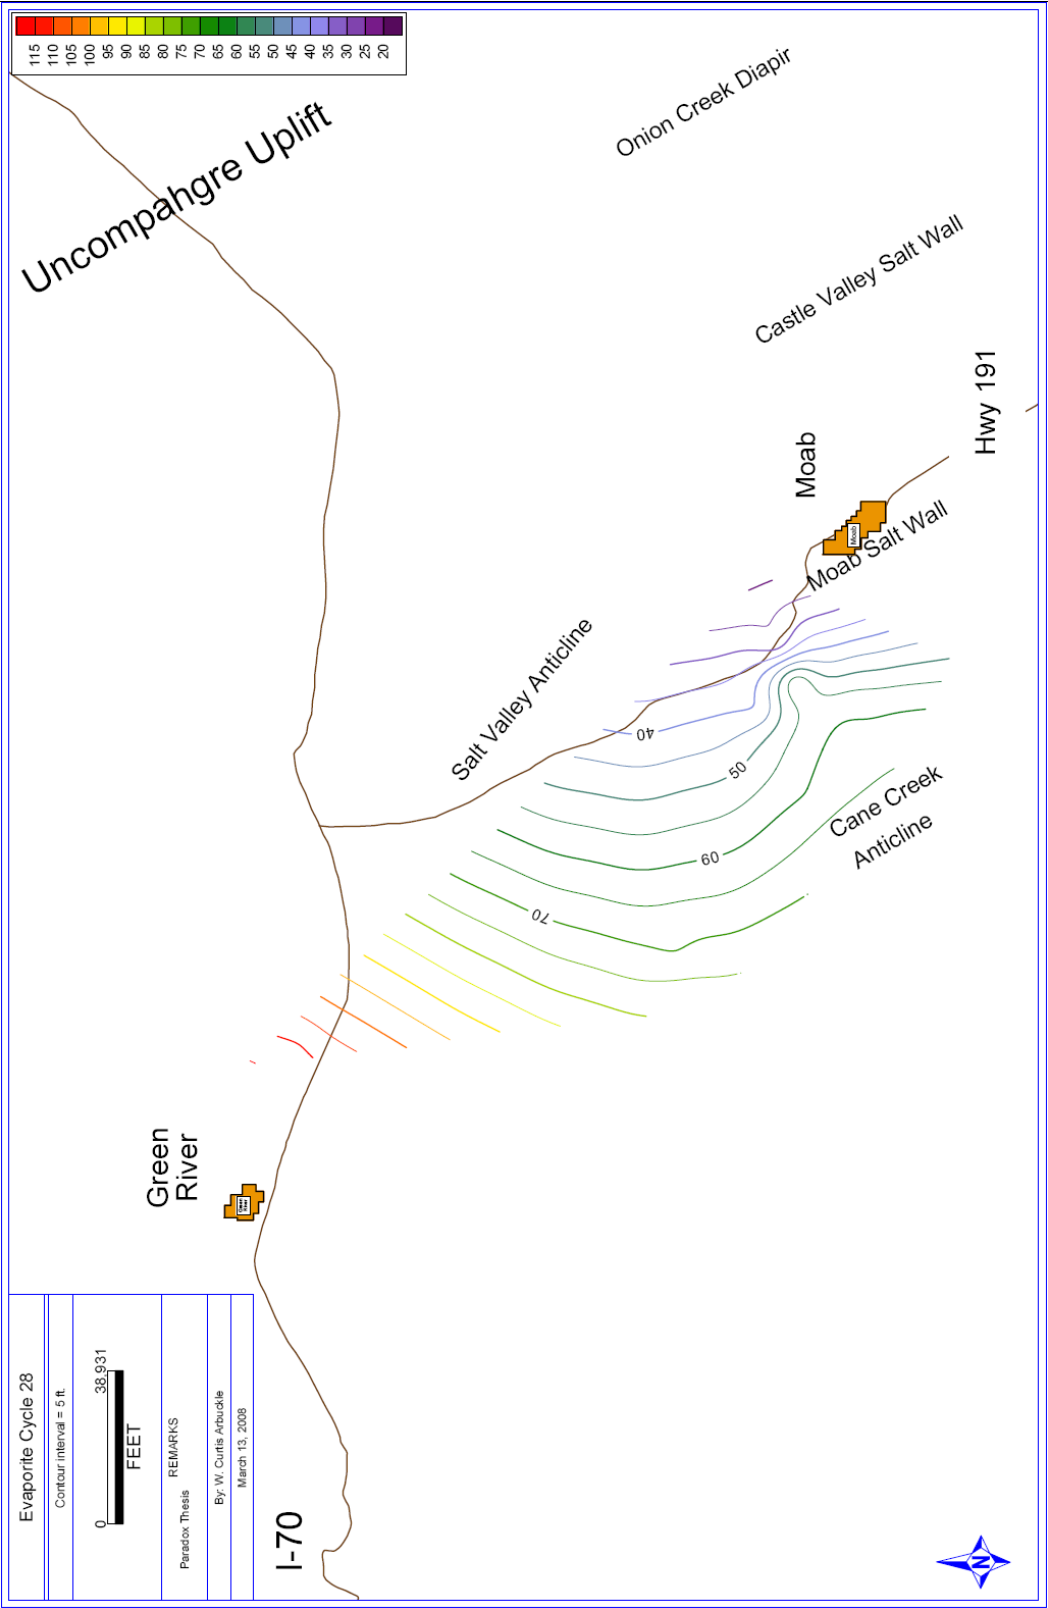 115
110
105
100
95
90
85
80
75
70
65
60
55
50
45
40
35
30
25
20
Uncompahgre Uplift
Onion Creek Diapir
Castle Valley Salt Wall
Hwy 191
Moab
Moab
Moab Salt Wall
Salt Valley Anticline
40
50
60
70
Cane Creek
Anticline
Green
River
Green
River
I-70
Evaporite Cycle 28
Contour interval = 5 ft.
0
38,931
FEET
REMARKS
Paradox Thesis
By: W. Curtis Arbuckle
March 13, 2008
N